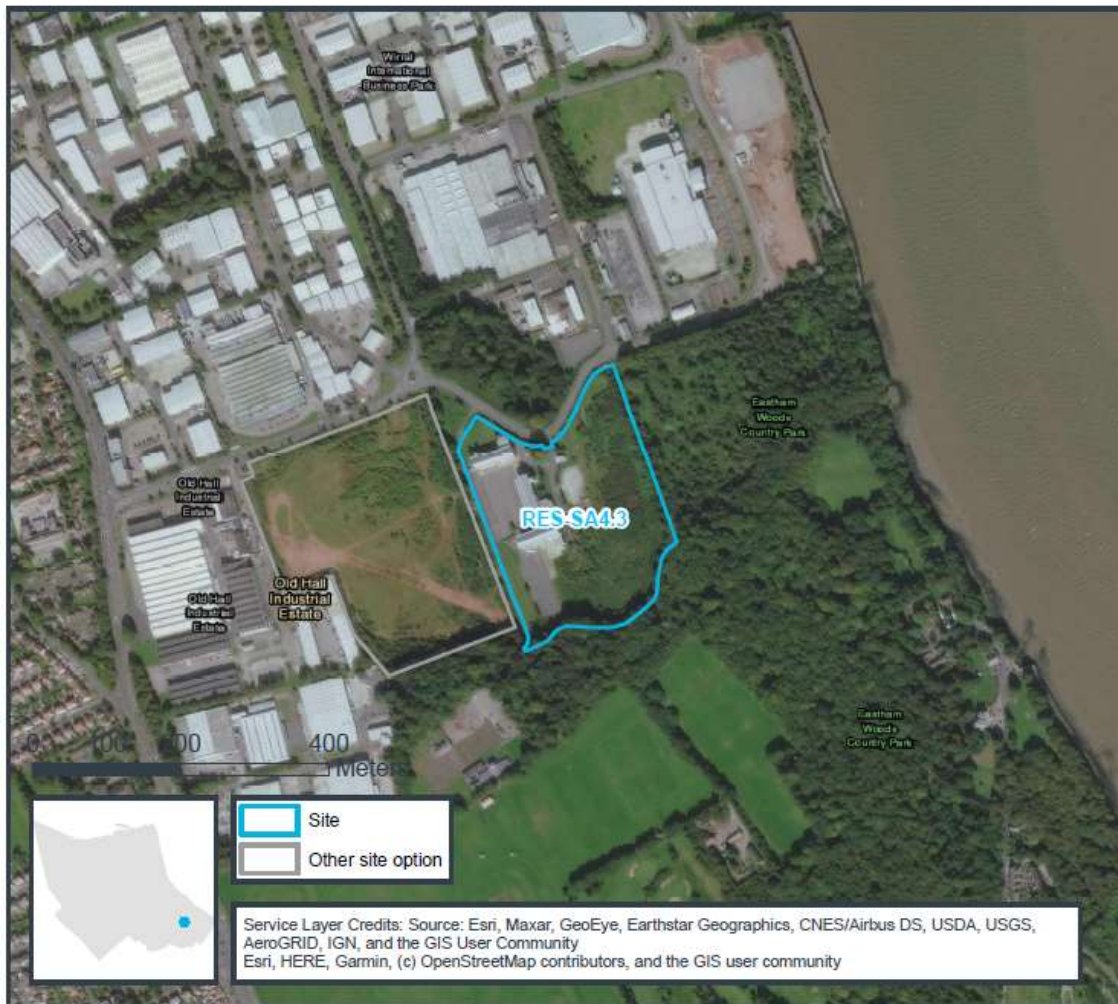 Wirral
International
Business Park
Eastham
Woods
Country Park
Old Hall
Industrial
Estate
RES-SA4.3
Old Hall
Industrial
Estate
Old Hall
Industrial
Estate
Eastham
Woods
Country Park
0 100 200 400
Meters
Site
Other site option
Service Layer Credits: Source: Esri, Maxar, GeoEye, Earthstar Geographics, CNES/Airbus DS, USDA, USGS,
AeroGRID, IGN, and the GIS User Community
Esri, HERE, Garmin, (c) OpenStreetMap contributors, and the GIS user community